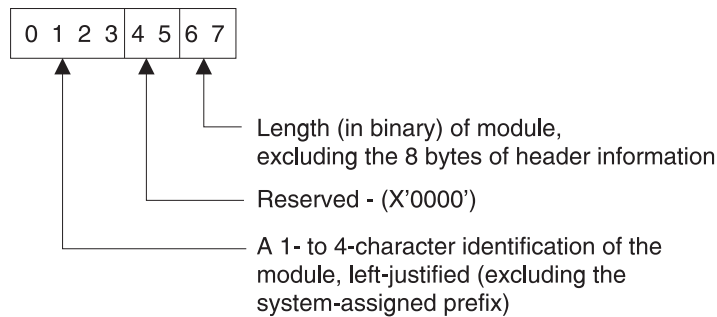 0 1 2 3 4 5 6 7
Length (in binary) of module,
excluding the 8 bytes of header information
Reserved - (X'0000')
A 1- to 4-character identification of the
module, left-justified (excluding the
system-assigned prefix)